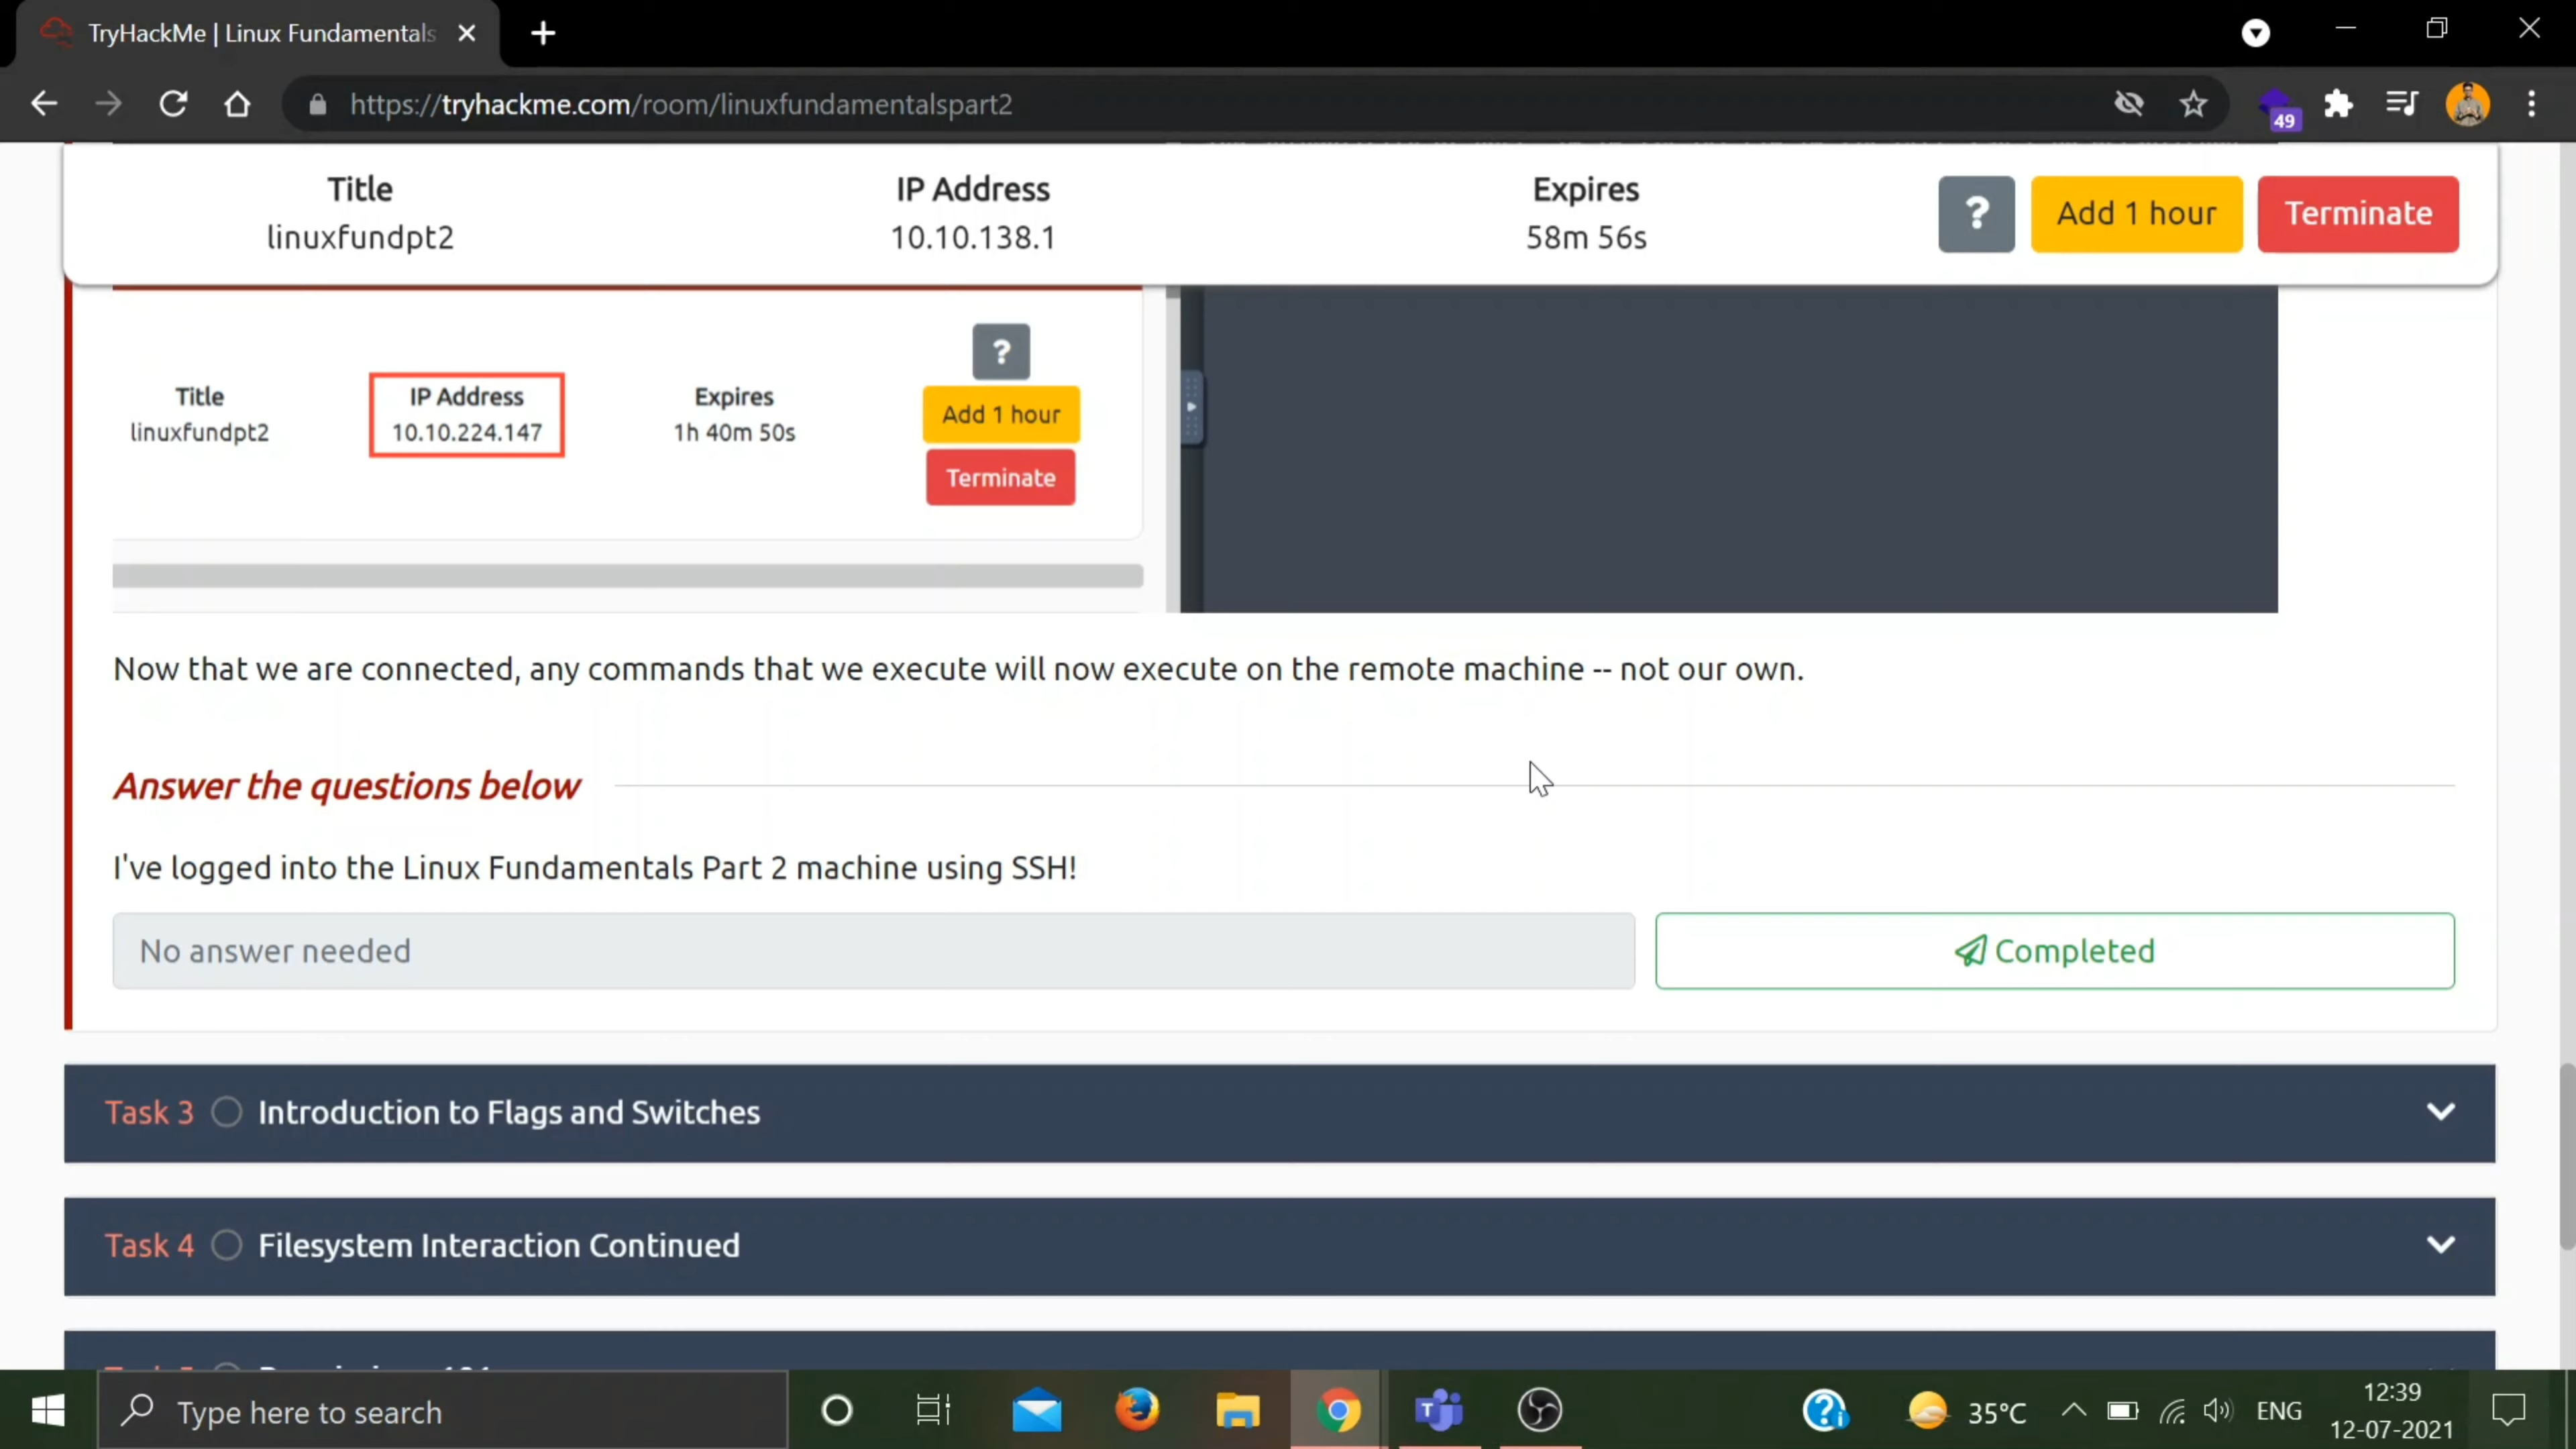 TryHackMe | Linux Fundamentals
https://tryhackme.com/room/linuxfundamentalspart2
49
Title
linuxfundpt2
IP Address
10.10.138.1
Expires
58m 56s
?
Add 1 hour
Terminate
Title
linuxfundpt2
IP Address
10.10.224.147
Expires
1h 40m 50s
?
Add 1 hour
Terminate
Now that we are connected, any commands that we execute will now execute on the remote machine -- not our own.
Answer the questions below
I've logged into the Linux Fundamentals Part 2 machine using SSH!
No answer needed
Completed
Task 3 Introduction to Flags and Switches
Task 4 Filesystem Interaction Continued
Type here to search
35°C
ENG
12:39
12-07-2021